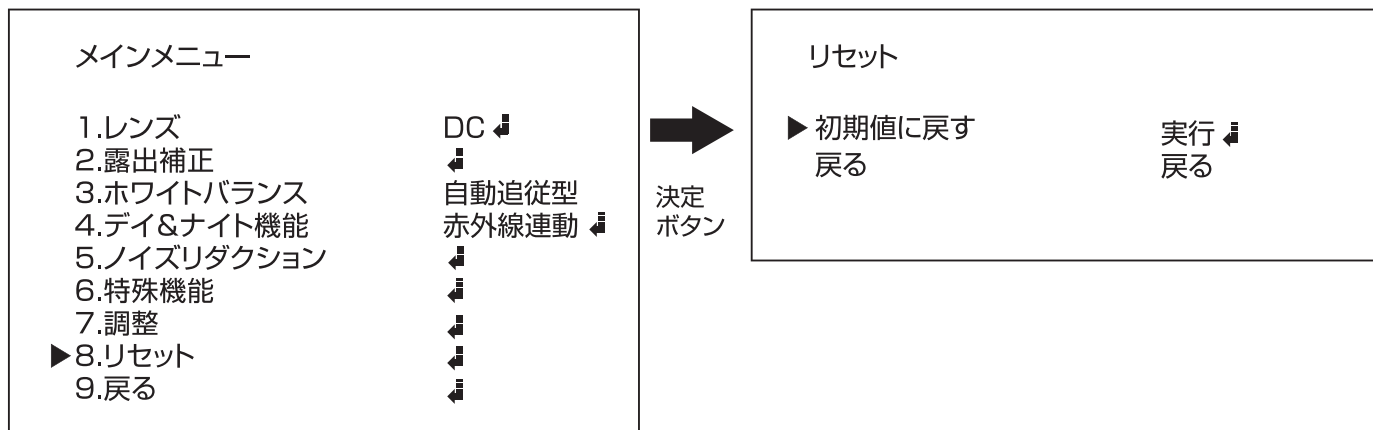 メインメニュー
1.レンズ DC
2.露出補正
3.ホワイトバランス 自動追従型
4.デイ&ナイト機能 赤外線連動
5.ノイズリダクション
6.特殊機能
7.調整
▶8.リセット
9.戻る
決定
ボタン
リセット
▶初期値に戻す 実行
戻る 戻る